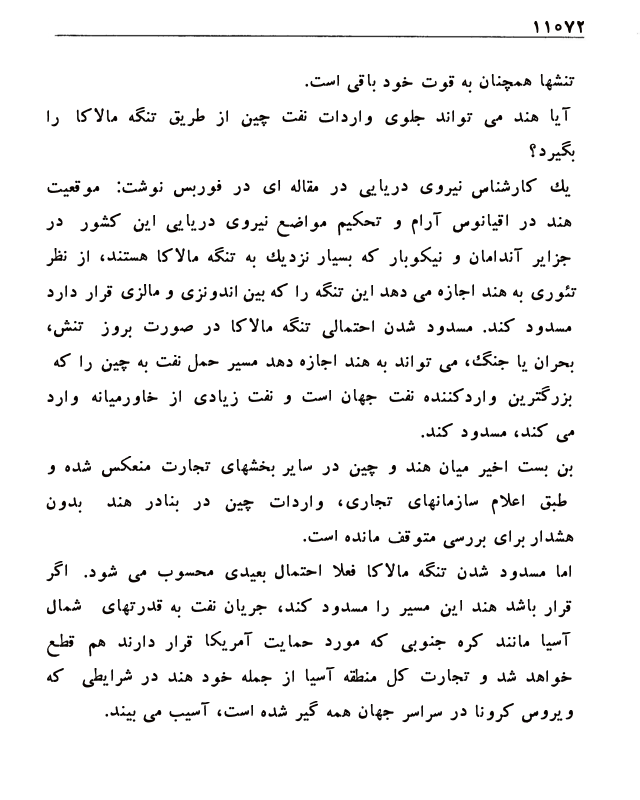 ۱۱۰۷۲
تنشها همچنان به قوت خود باقی است.
آیا هند می تواند جلوی واردات نفت چین از طریق تنگه مالاکا را
بگیرد؟
یك کارشناس نیروی دریایی در مقاله ای در فوربس نوشت: موقعیت
هند در اقیانوس آرام و تحکیم مواضع نیروی دریایی این کشور در
جزایر آندامان و نیکوبار که بسیار نزدیك به تنگه مالاکا هستند، از نظر
تئوری به هند اجازه می دهد این تنگه را که بین اندونزی و مالزی قرار دارد
مسدود کند. مسدود شدن احتمالی تنگه مالاکا در صورت بروز تنش،
بحران یا جنگ، می تواند به هند اجازه دهد مسیر حمل نفت به چین را که
بزرگترین واردکننده نفت جهان است و نفت زیادی از خاورمیانه وارد
می کند، مسدود کند.
بن بست اخیر میان هند و چین در سایر بخشهای تجارت منعکس شده و
طبق اعلام سازمانهای تجاری، واردات چین در بنادر هند بدون
هشدار برای بررسی متوقف مانده است.
اما مسدود شدن تنگه مالاکا فعلا احتمال بعیدی محسوب می شود. اگر
قرار باشد هند این مسیر را مسدود کند، جریان نفت به قدرتهای شمال
آسیا مانند کره جنوبی که مورد حمایت آمریکا قرار دارند هم قطع
خواهد شد و تجارت کل منطقه آسیا از جمله خود هند در شرایطی که
ویروس کرونا در سراسر جهان همه گیر شده است، آسیب می بیند.